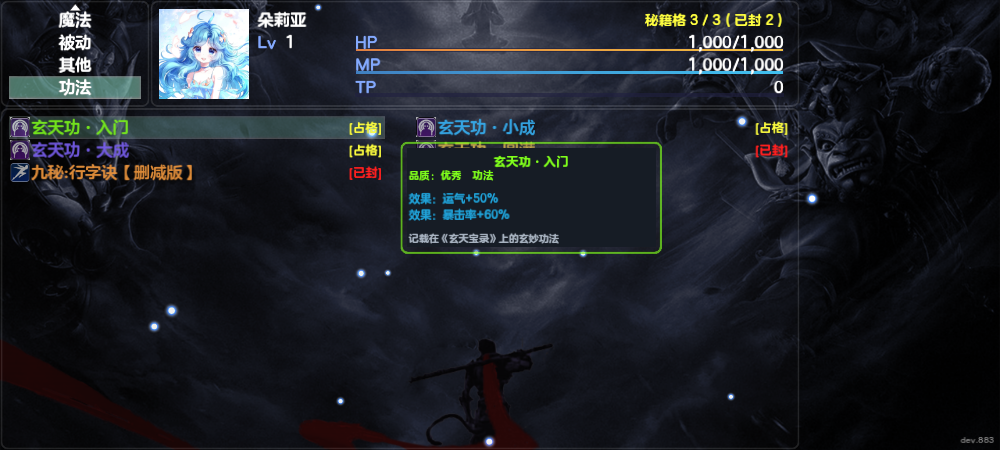 魔法
被动
其他
功法
朵莉亚
Lv 1
秘籍格 3 / 3 ( 已封 2 )
HP 1,000/1,000
MP 1,000/1,000
TP 0
玄天功·入门 [占格]
玄天功·小成 [占格]
玄天功·大成 [占格]
[已封]
九秘:行字诀【删减版】 [已封]
玄天功·入门
品质：优秀 功法
效果：运气+50%
效果：暴击率+60%
记载在《玄天宝录》上的玄妙功法
dev.883